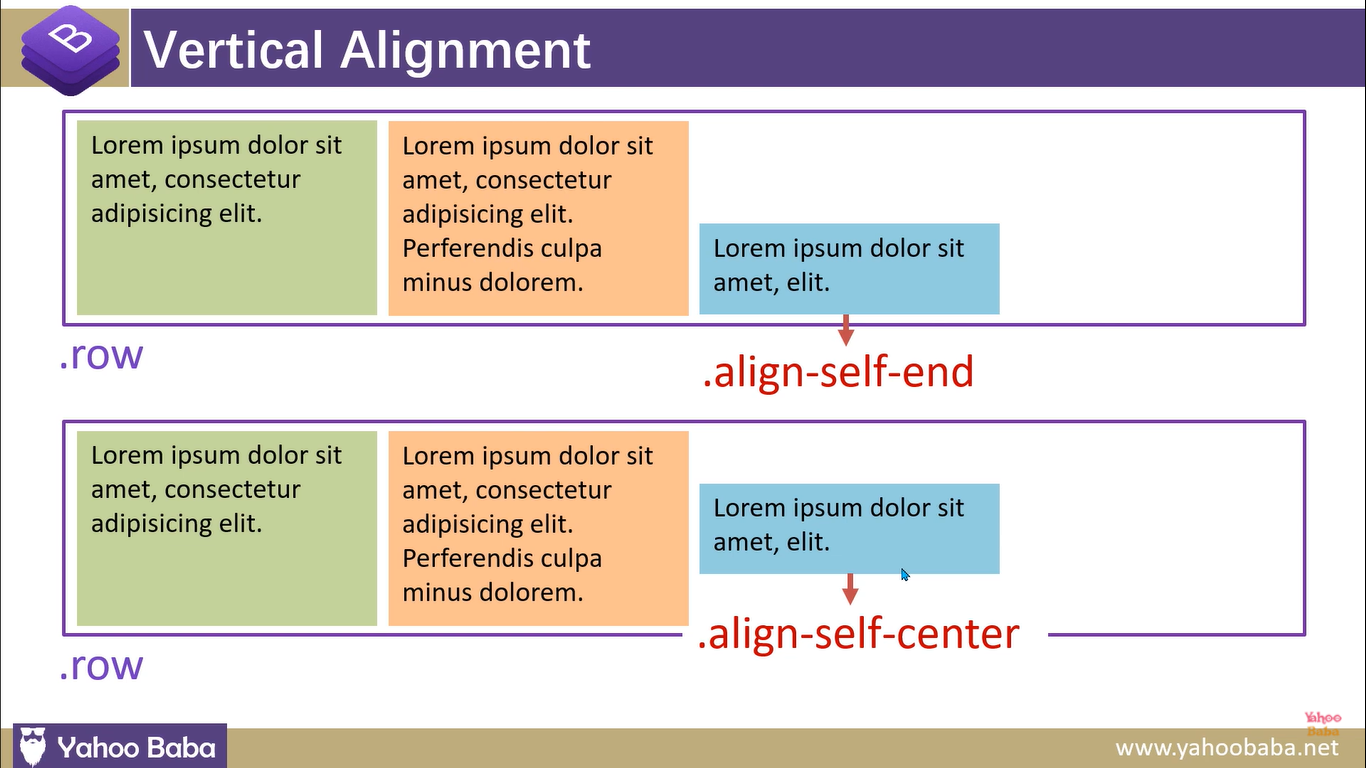 B
Vertical Alignment
Lorem ipsum dolor sit
amet, consectetur
adipisicing elit.
Lorem ipsum dolor sit
amet, consectetur
adipisicing elit.
Perferendis culpa
minus dolorem.
Lorem ipsum dolor sit
amet, elit.
.row
.align-self-end
Lorem ipsum dolor sit
amet, consectetur
adipisicing elit.
Lorem ipsum dolor sit
amet, consectetur
adipisicing elit.
Perferendis culpa
minus dolorem.
Lorem ipsum dolor sit
amet, elit.
.align-self-center
.row
Yahoo
Baba
Yahoo Baba
www.yahoobaba.net